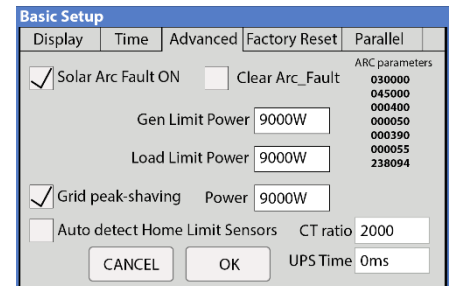 Basic Setup
Display Time Advanced Factory Reset Parallel
Solar Arc Fault ON Clear Arc_Fault
ARC parameters
030000
045000
000400
000050
000390
000055
238094
Gen Limit Power 9000W
Load Limit Power 9000W
Grid peak-shaving Power 9000W
Auto detect Home Limit Sensors CT ratio 2000
CANCEL OK UPS Time 0ms